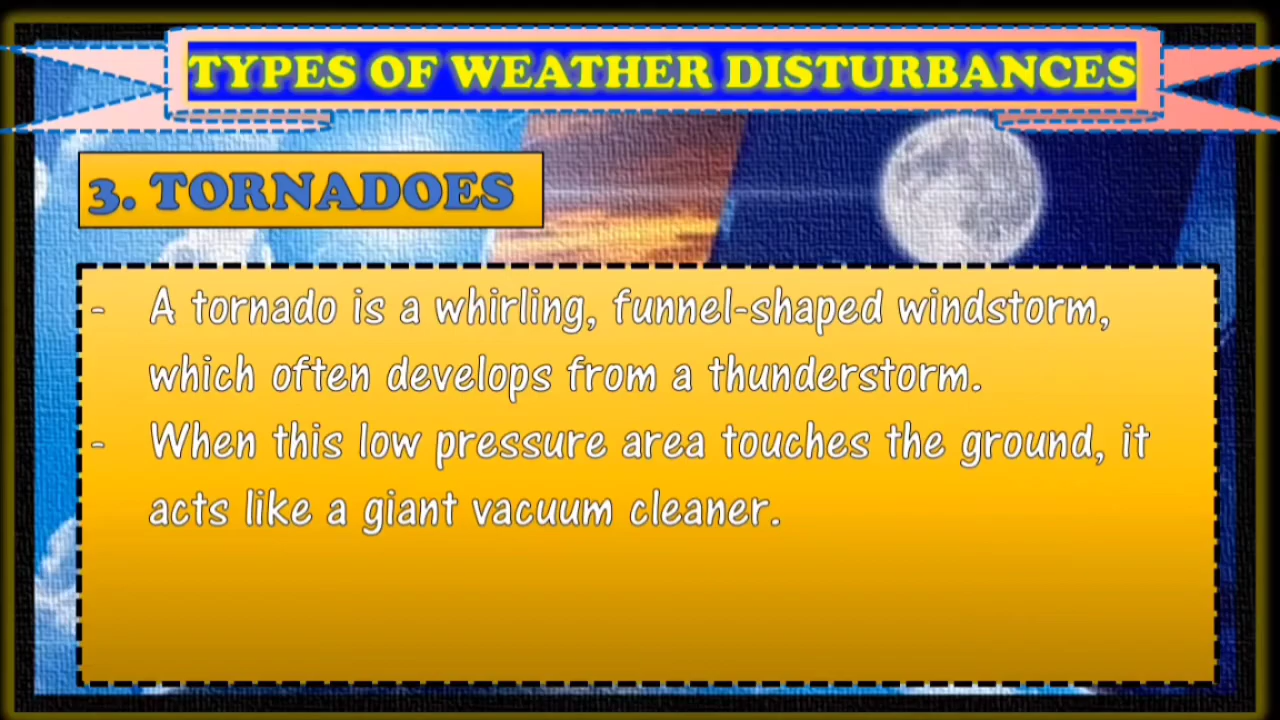 TYPES OF WEATHER DISTURBANCES
3. TORNADOES
- A tornado is a whirling, funnel-shaped windstorm,
which often develops from a thunderstorm.
- When this low pressure area touches the ground, it
acts like a giant vacuum cleaner.